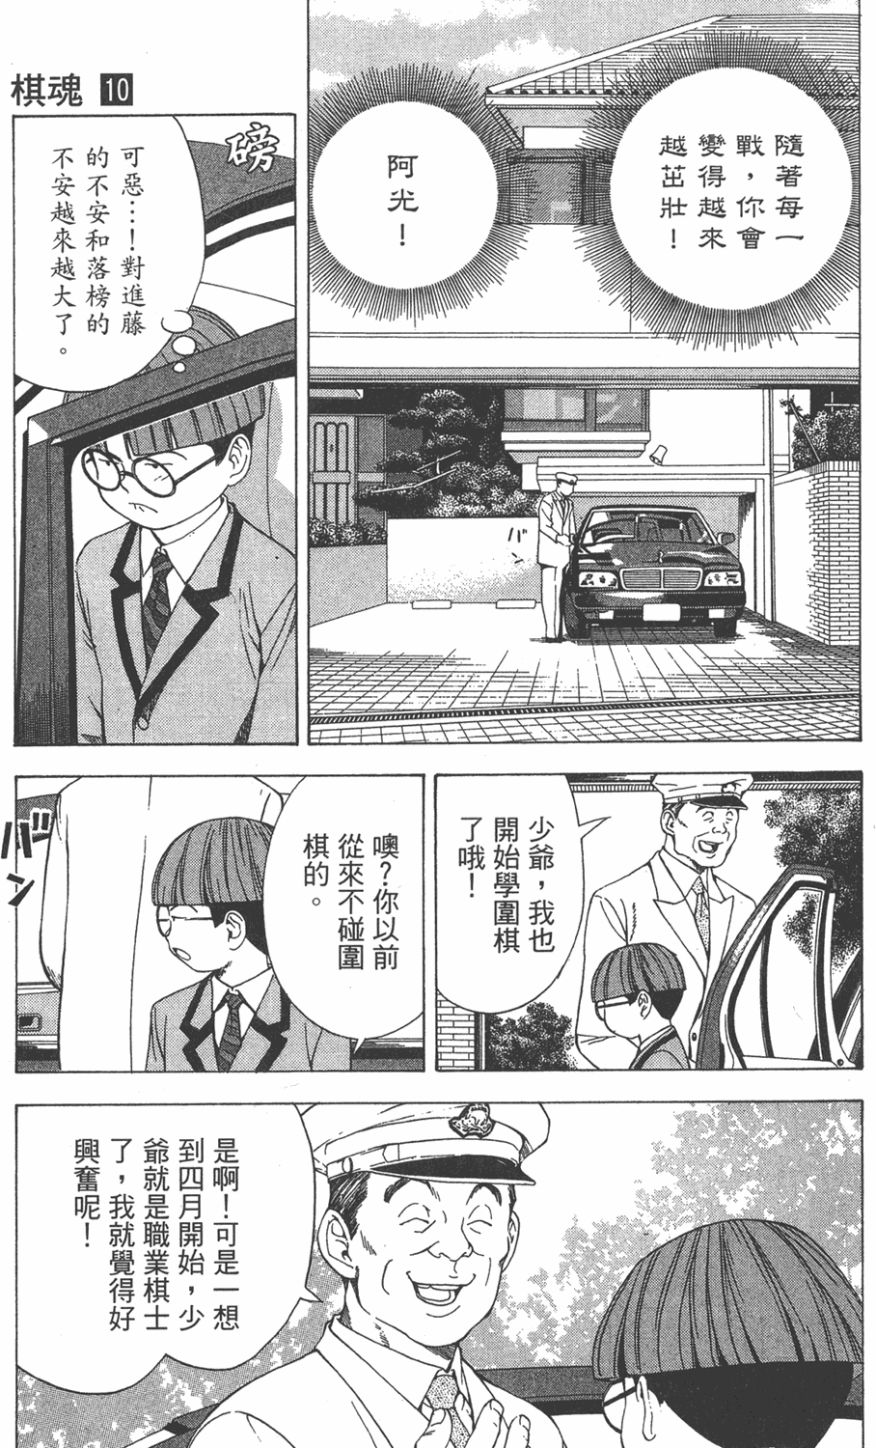 棋魂 10
隨著每一
戰，你會
變得越來
越茁壯！
阿光！
バ
磅
可惡…！對進藤
的不安和落榜的
不安越來越大了。
少爺，我也
開始學圍棋
了哦！
噢？你以前
從來不碰圍
棋的。
バン
是啊！可是一想
到四月開始，少
爺就是職業棋士
了，我就覺得好
興奮呢！